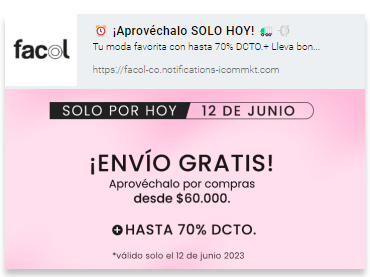 facol
¡Aprovéchalo SOLO HOY!
Tu moda favorita con hasta 70% DCTO.+ Lleva bon...
https://facol-co.notifications-icommkt.com
SOLO POR HOY 12 DE JUNIO
¡ENVÍO GRATIS!
Aprovéchalo por compras
desde $60.000.
+HASTA 70% DCTO.
*válido solo el 12 de junio 2023